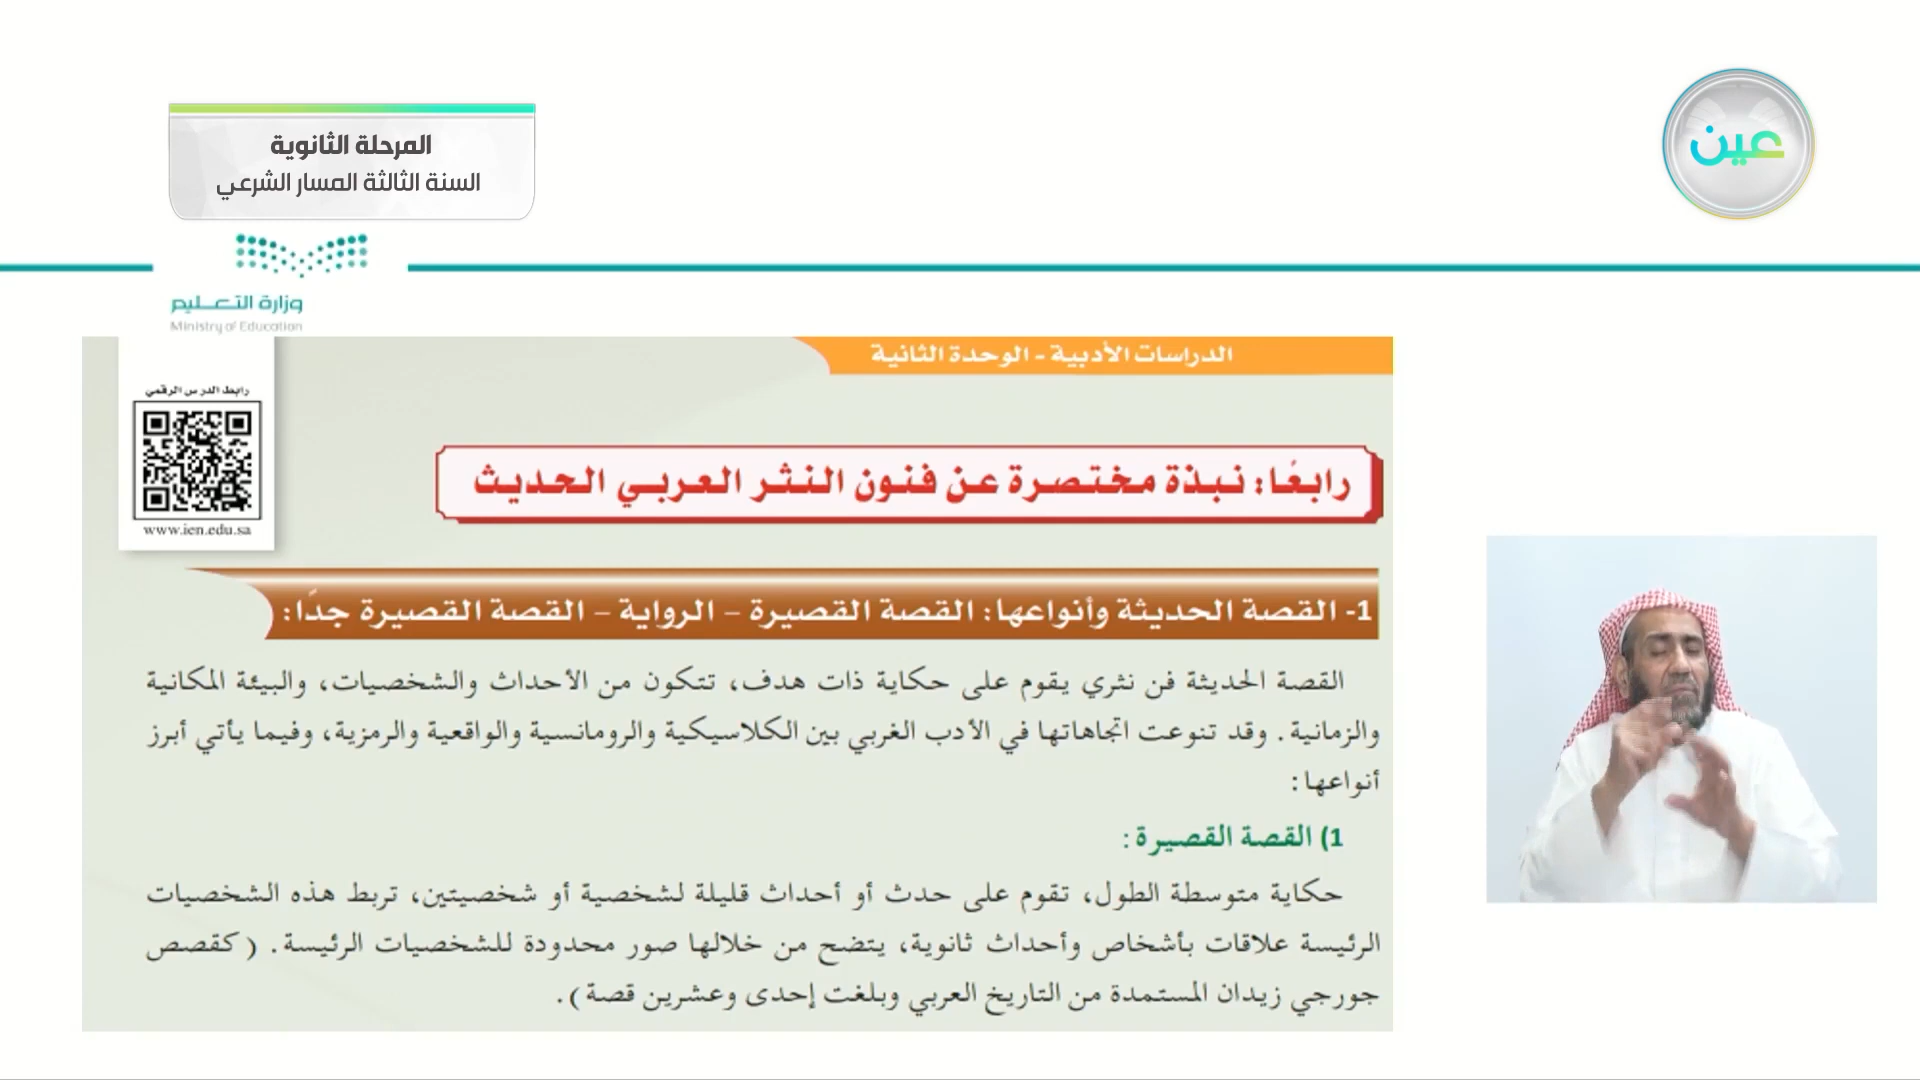 المرحلة الثانوية
السنة الثالثة المسار الشرعي
عين
وزارة التعليم
Ministry of Education
الدراسات الأدبية - الوحدة الثانية
رابط الدرس الرقمي
www.ien.edu.sa
رابعًا: نبذة مختصرة عن فنون النثر العربي الحديث
1- القصة الحديثة وأنواعها: القصة القصيرة – الرواية – القصة القصيرة جدًا:
القصة الحديثة فن نثري يقوم على حكاية ذات هدف، تتكون من الأحداث والشخصيات، والبيئة المكانية
والزمانية. وقد تنوعت اتجاهاتها في الأدب الغربي بين الكلاسيكية والرومانسية والواقعية والرمزية، وفيما يأتي أبرز
أنواعها:
1) القصة القصيرة:
حكاية متوسطة الطول، تقوم على حدث أو أحداث قليلة لشخصية أو شخصيتين، تربط هذه الشخصيات
الرئيسة علاقات بأشخاص وأحداث ثانوية، يتضح من خلالها صور محدودة للشخصيات الرئيسة. (كقصص
جورجي زيدان المستمدة من التاريخ العربي وبلغت إحدى وعشرين قصة).